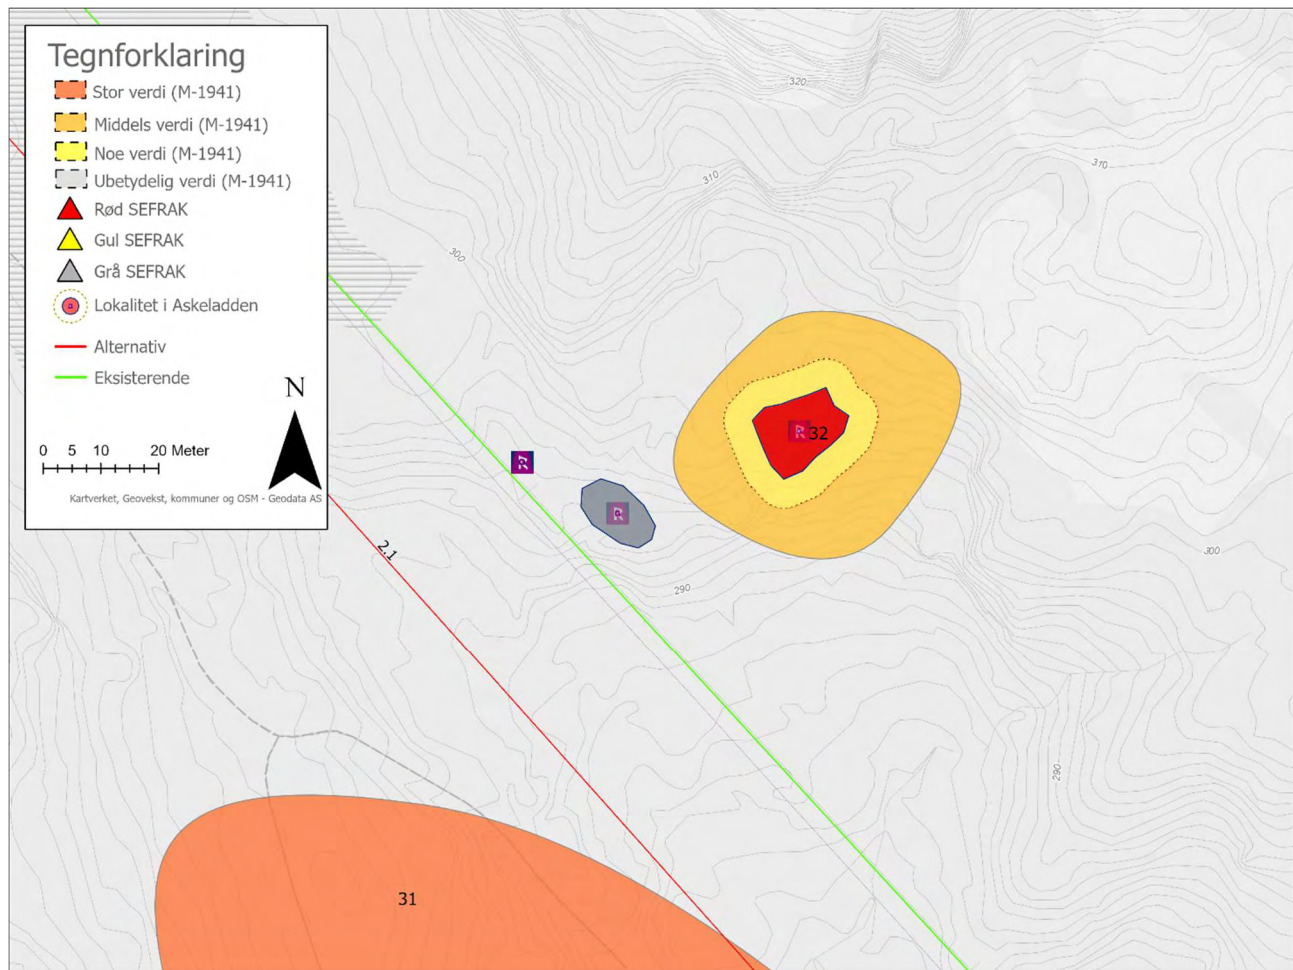 Tegnforklaring
Stor verdi (M-1941)
Middels verdi (M-1941)
Noe verdi (M-1941)
Ubetydelig verdi (M-1941)
Rød SEFRAK
Gul SEFRAK
Grå SEFRAK
R Lokalitet i Askeladden
Alternativ
Eksisterende
N
0 5 10 20 Meter
Kartverket, Geovekst, kommuner og OSM - Geodata AS
320
310
310
300
R 32
R
2.1
300
290
290
31